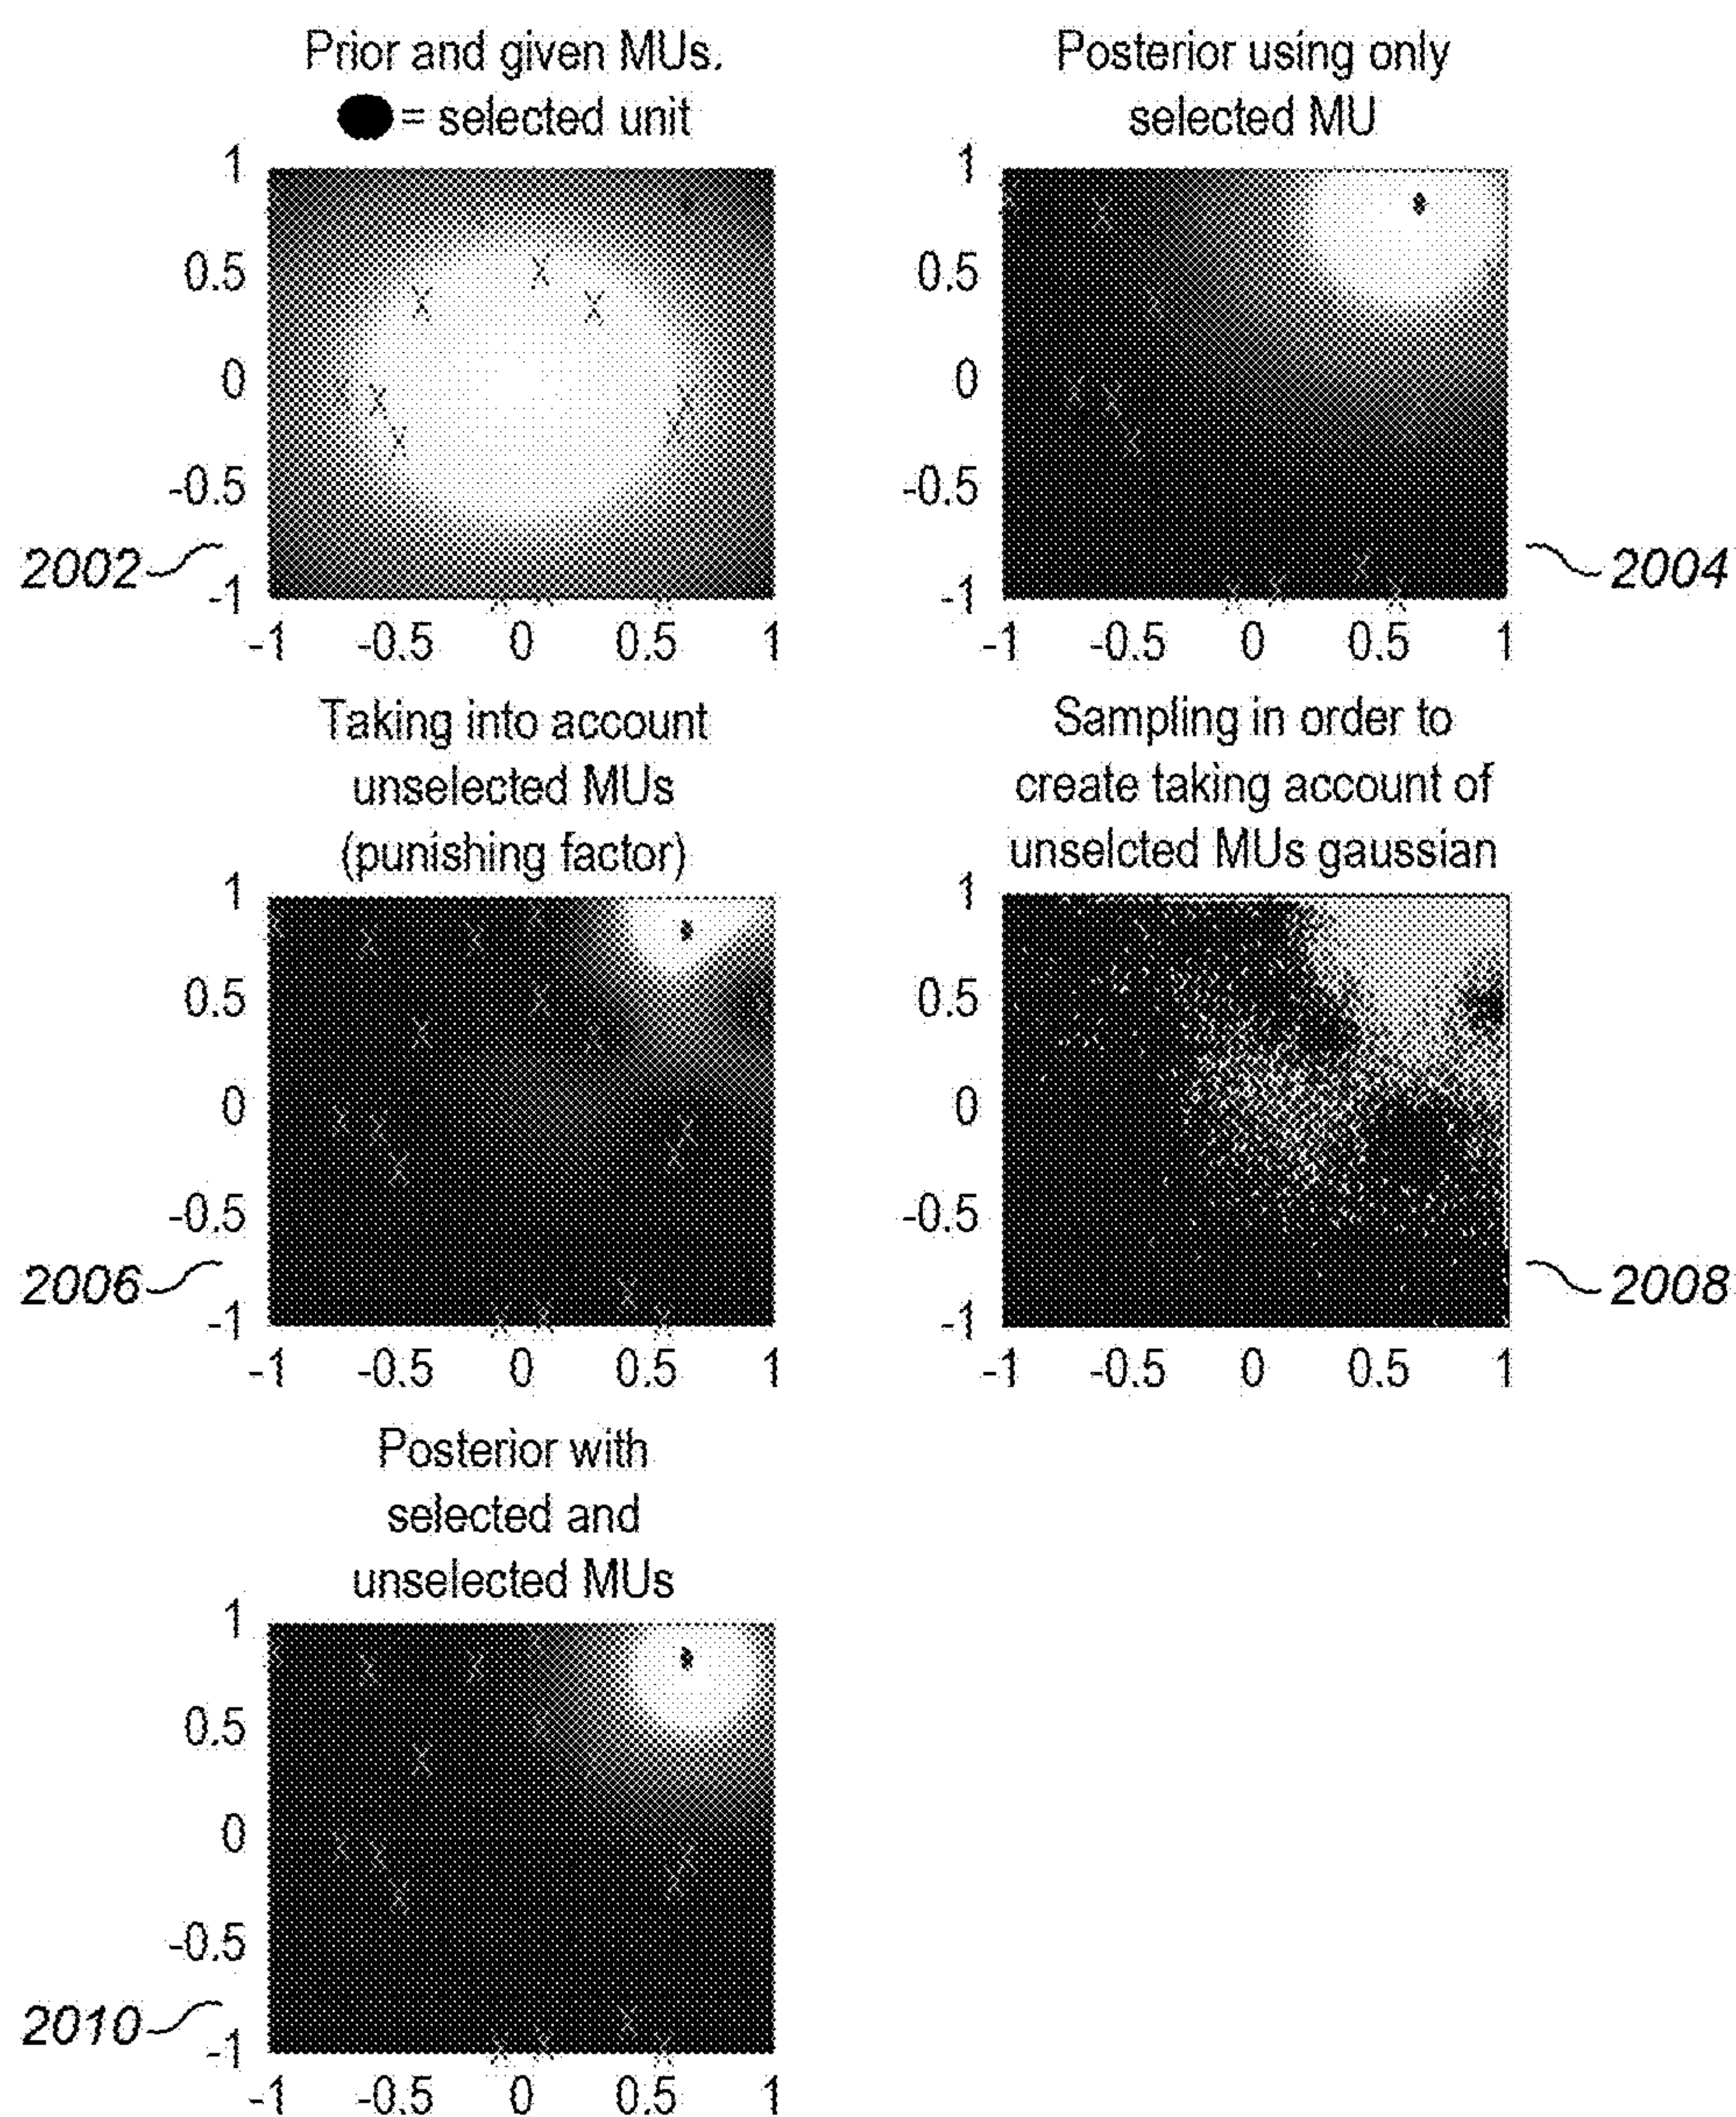 Prior and given MUs.
= selected unit
1
0.5
0
-0.5
-1
-1 -0.5 0 0.5 1
2002
Posterior using only
selected MU
1
0.5
0
-0.5
-1
-1 -0.5 0 0.5 1
2004
Taking into account
unselected MUs
(punishing factor)
1
0.5
0
-0.5
-1
-1 -0.5 0 0.5 1
2006
Sampling in order to
create taking account of
unselcted MUs gaussian
1
0.5
0
-0.5
-1
-1 -0.5 0 0.5 1
2008
Posterior with
selected and
unselected MUs
1
0.5
0
-0.5
-1
-1 -0.5 0 0.5 1
2010